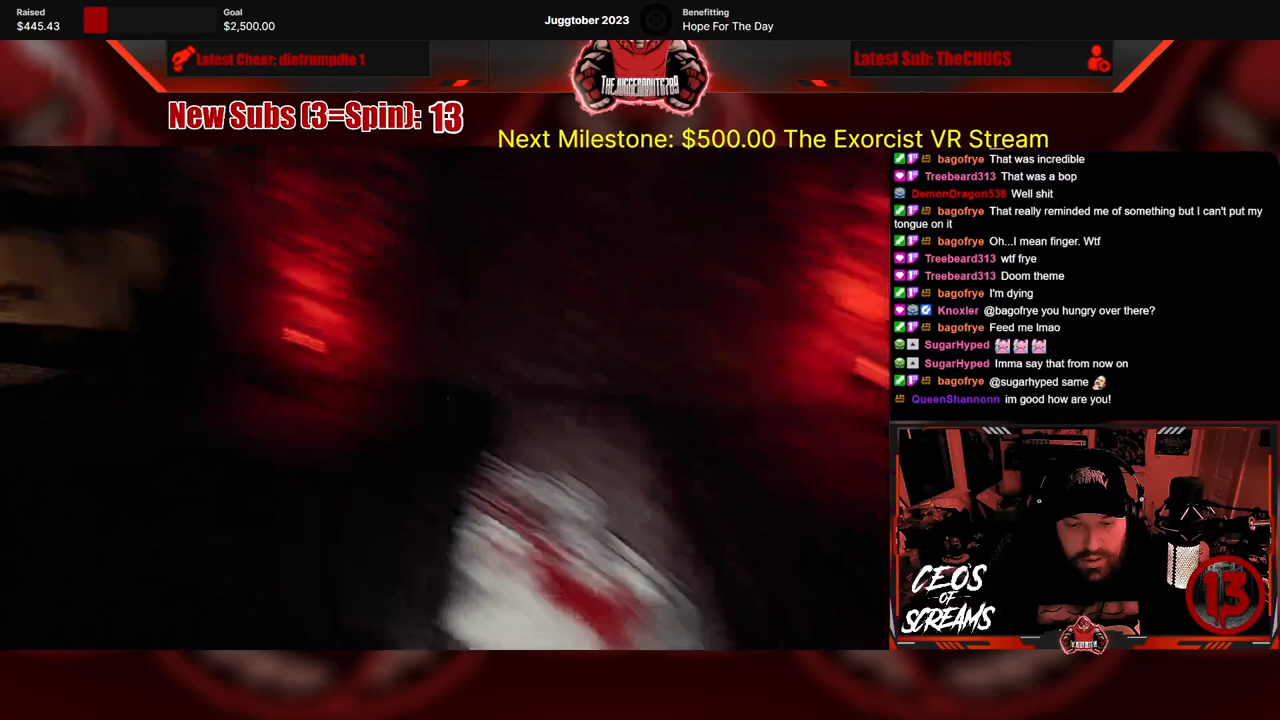 Raised
$445.43
Goal
$2,500.00
Juggtober 2023
Benefitting
Hope For The Day
Latest Cheer: dietrumpdio 1
THEJUGGERNAUT6789
Latest Sub: TheCHUGS
New Subs (3=Spin): 13
Next Milestone: $500.00 The Exorcist VR Stream
bagofrye That was incredible
Treebeard313 That was a bop
DemonDragon538 Well shit
bagofrye That really reminded me of something but I can't put my
tongue on it
bagofrye Oh...I mean finger. Wtf
Treebeard313 wtf frye
Treebeard313 Doom theme
bagofrye I'm dying
Knoxler @bagofrye you hungry over there?
bagofrye Feed me lmao
SugarHyped
SugarHyped Imma say that from now on
bagofrye @sugarhyped same
QueenShannonn im good how are you!
CEOS
OF
SCREAMS
13